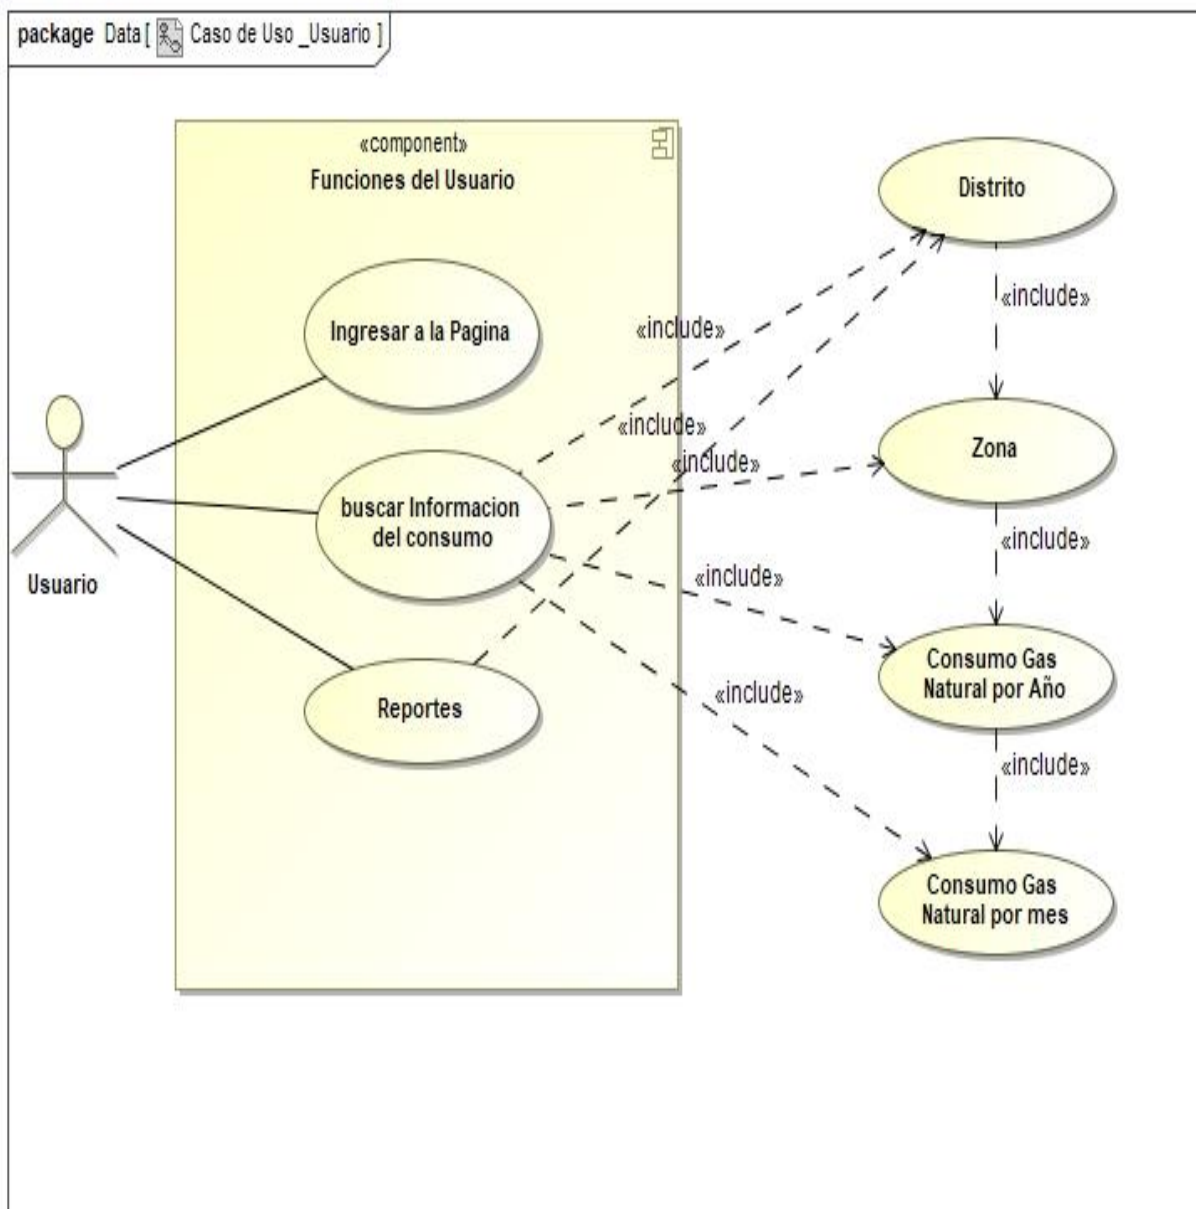 package Data [ Caso de Uso _Usuario ]
«component»
Funciones del Usuario
Distrito
«include»
Ingresar a la Pagina
«include»
«include»
«include»
Zona
buscar Informacion
del consumo
«include»
«include»
Usuario
Consumo Gas
Natural por Año
«include»
Reportes
«include»
Consumo Gas
Natural por mes